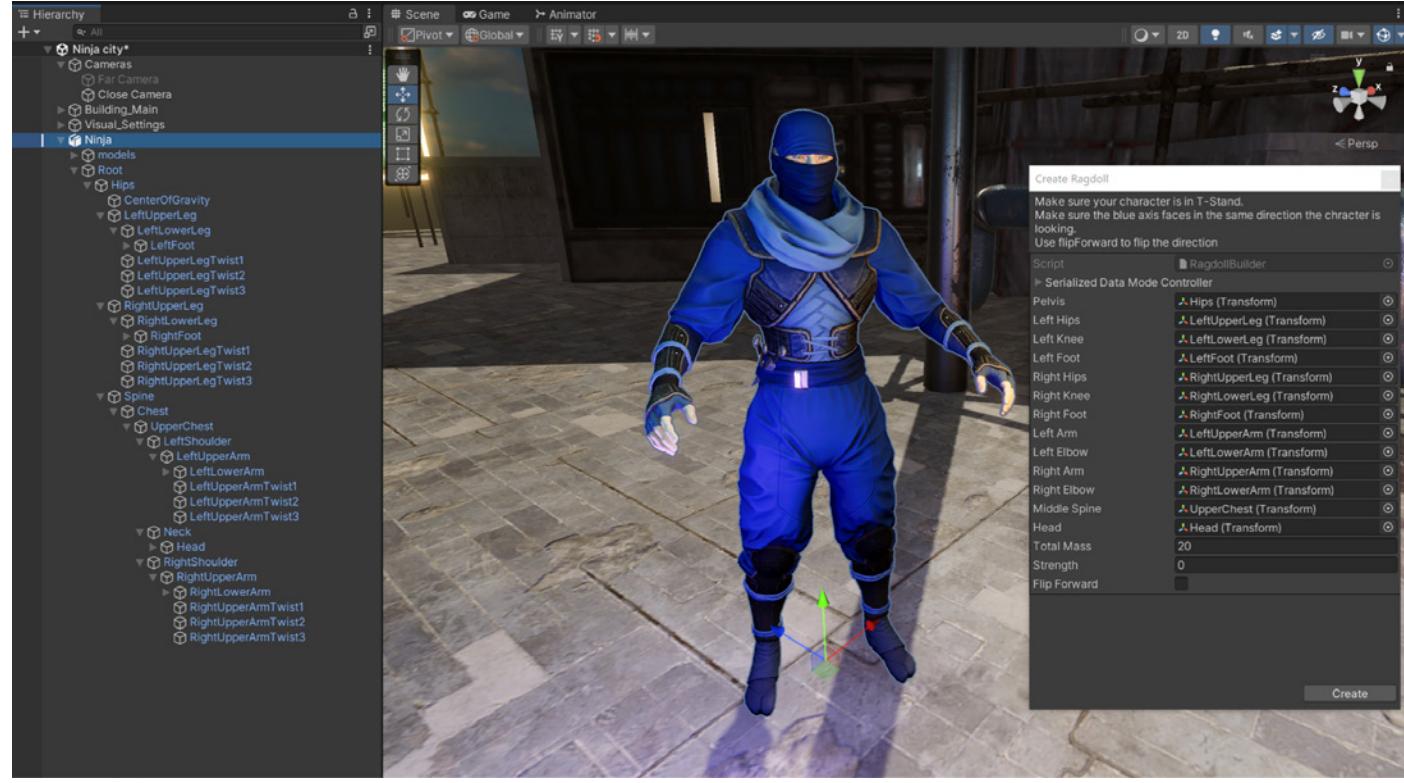 Hierarchy
All
Ninja city*
Cameras
Far Camera
Close Camera
Building_Main
Visual_Settings
Ninja
models
Root
Hips
CenterOfGravity
LeftUpperLeg
LeftLowerLeg
LeftFoot
LeftUpperLegTwist1
LeftUpperLegTwist2
LeftUpperLegTwist3
RightUpperLeg
RightLowerLeg
RightFoot
RightUpperLegTwist1
RightUpperLegTwist2
RightUpperLegTwist3
Spine
Chest
UpperChest
LeftShoulder
LeftUpperArm
LeftLowerArm
LeftUpperArmTwist1
LeftUpperArmTwist2
LeftUpperArmTwist3
Neck
Head
RightShoulder
RightUpperArm
RightLowerArm
RightUpperArmTwist1
RightUpperArmTwist2
RightUpperArmTwist3
Scene Game Animator
Pivot Global 2D
y
z x
Persp
Create Ragdoll
Make sure your character is in T-Stand.
Make sure the blue axis faces in the same direction the chracter is
looking.
Use flipForward to flip the direction
Script RagdollBuilder
Serialized Data Mode Controller
Pelvis Hips (Transform)
Left Hips LeftUpperLeg (Transform)
Left Knee LeftLowerLeg (Transform)
Left Foot LeftFoot (Transform)
Right Hips RightUpperLeg (Transform)
Right Knee RightLowerLeg (Transform)
Right Foot RightFoot (Transform)
Left Arm LeftUpperArm (Transform)
Left Elbow LeftLowerArm (Transform)
Right Arm RightUpperArm (Transform)
Right Elbow RightLowerArm (Transform)
Middle Spine UpperChest (Transform)
Head Head (Transform)
Total Mass 20
Strength 0
Flip Forward
Create